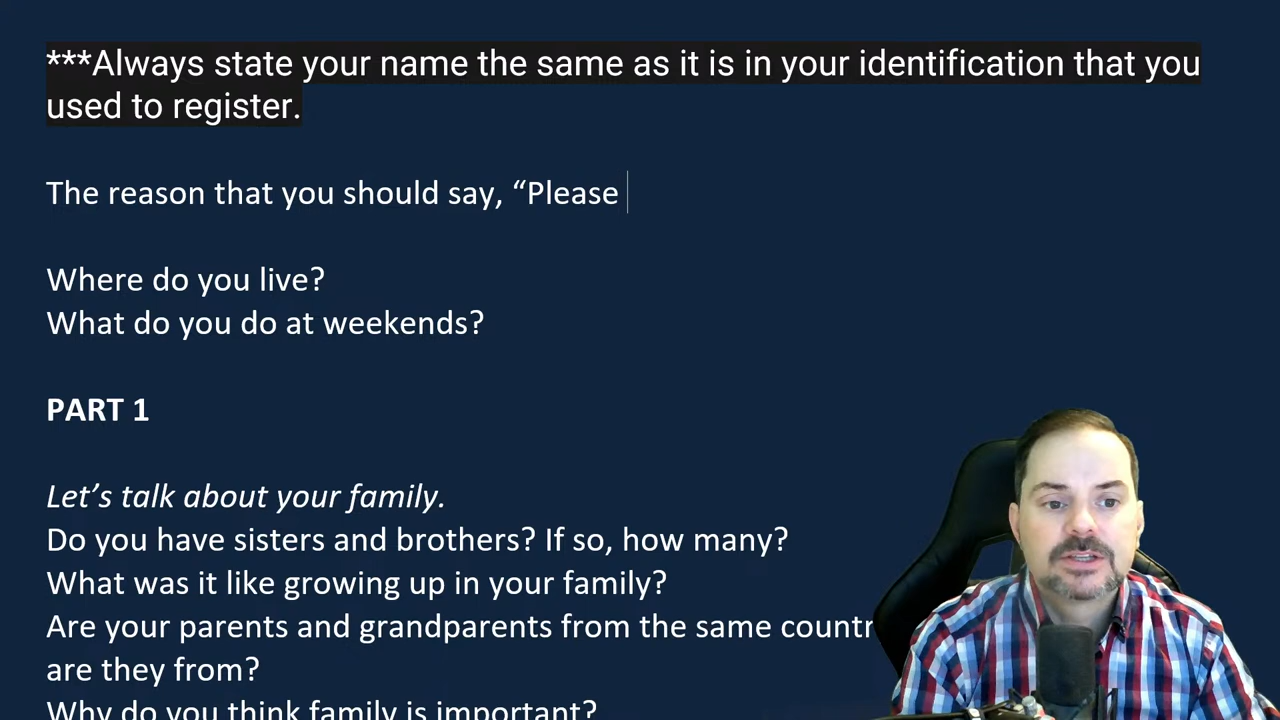 ***Always state your name the same as it is in your identification that you
used to register.
The reason that you should say, “Please
Where do you live?
What do you do at weekends?
PART 1
Let’s talk about your family.
Do you have sisters and brothers? If so, how many?
What was it like growing up in your family?
Are your parents and grandparents from the same countr
are they from?
Why do you think family is important?